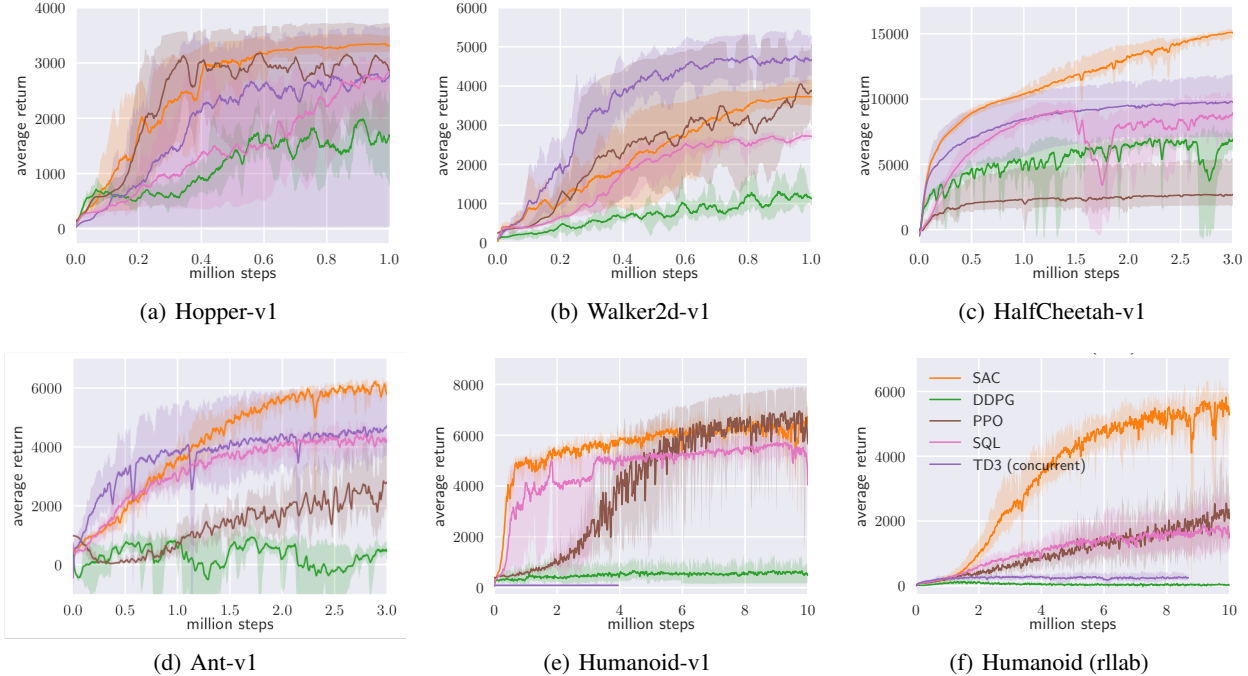 4000
3000
2000
1000
0
average return
0.0 0.2 0.4 0.6 0.8 1.0
million steps
(a) Hopper-v1
6000
5000
4000
3000
2000
1000
0
average return
0.0 0.2 0.4 0.6 0.8 1.0
million steps
(b) Walker2d-v1
15000
10000
5000
0
average return
0.0 0.5 1.0 1.5 2.0 2.5 3.0
million steps
(c) HalfCheetah-v1
6000
4000
2000
0
average return
0.0 0.5 1.0 1.5 2.0 2.5 3.0
million steps
(d) Ant-v1
8000
6000
4000
2000
0
average return
0 2 4 6 8 10
million steps
(e) Humanoid-v1
SAC
DDPG
PPO
SQL
TD3 (concurrent)
6000
4000
2000
0
average return
0 2 4 6 8 10
million steps
(f) Humanoid (rllab)